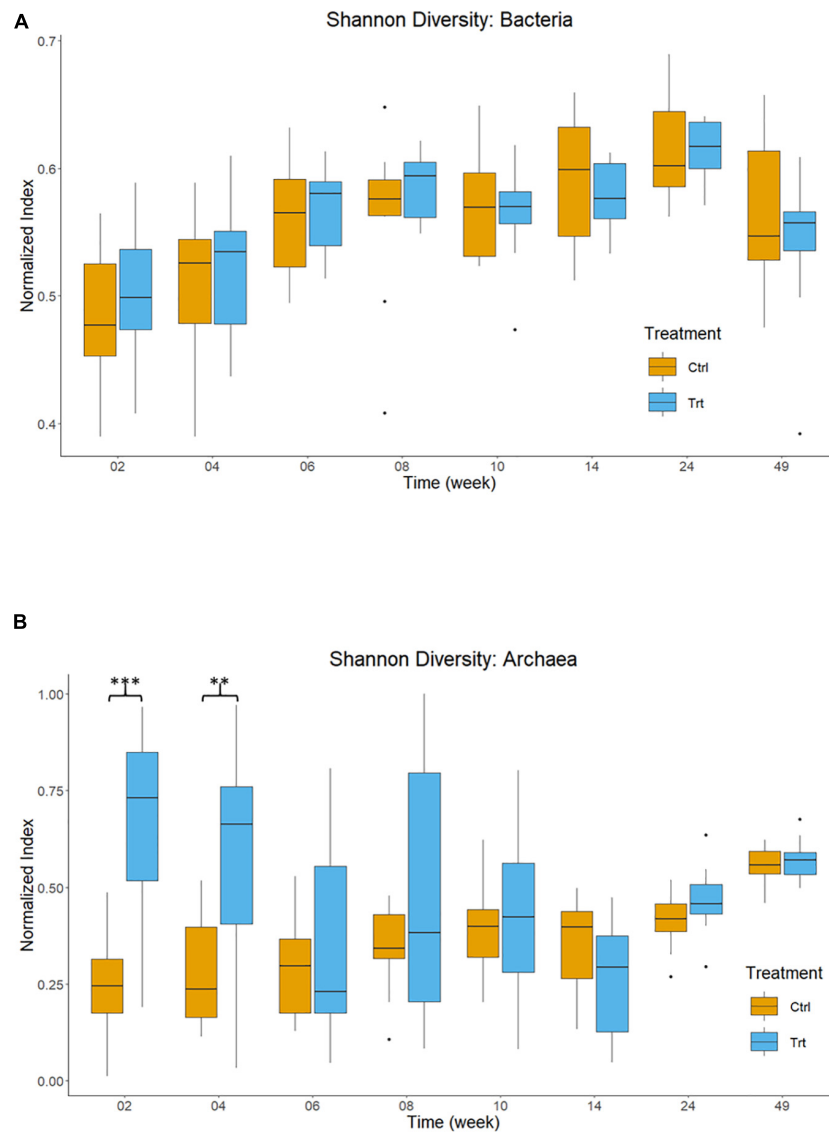 A
Shannon Diversity: Bacteria
0.7
0.6
0.5
0.4
Normalized Index
Treatment
Ctrl
Trt
02 04 06 08 10 14 24 49
Time (week)
B
Shannon Diversity: Archaea
*** **
1.00
0.75
0.50
0.25
0.00
Normalized Index
Treatment
Ctrl
Trt
02 04 06 08 10 14 24 49
Time (week)